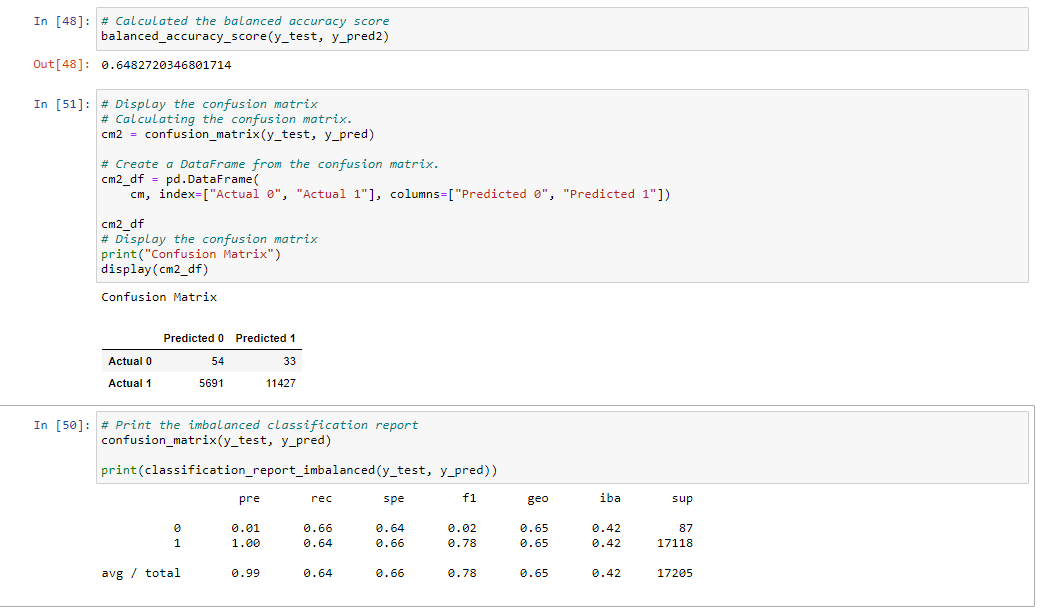 In [48]: # Calculated the balanced accuracy score
balanced_accuracy_score(y_test, y_pred2)
Out[48]: 0.6482720346801714
In [51]: # Display the confusion matrix
# Calculating the confusion matrix.
cm2 = confusion_matrix(y_test, y_pred)
# Create a DataFrame from the confusion matrix.
cm2_df = pd.DataFrame(
cm, index=["Actual 0", "Actual 1"], columns=["Predicted 0", "Predicted 1"])
cm2_df
# Display the confusion matrix
print("Confusion Matrix")
display(cm2_df)
Confusion Matrix
Predicted 0 Predicted 1
Actual 0 54 33
Actual 1 5691 11427
In [50]: # Print the imbalanced classification report
confusion_matrix(y_test, y_pred)
print(classification_report_imbalanced(y_test, y_pred))
pre rec spe f1 geo iba sup
0 0.01 0.66 0.64 0.02 0.65 0.42 87
1 1.00 0.64 0.66 0.78 0.65 0.42 17118
avg / total 0.99 0.64 0.66 0.78 0.65 0.42 17205